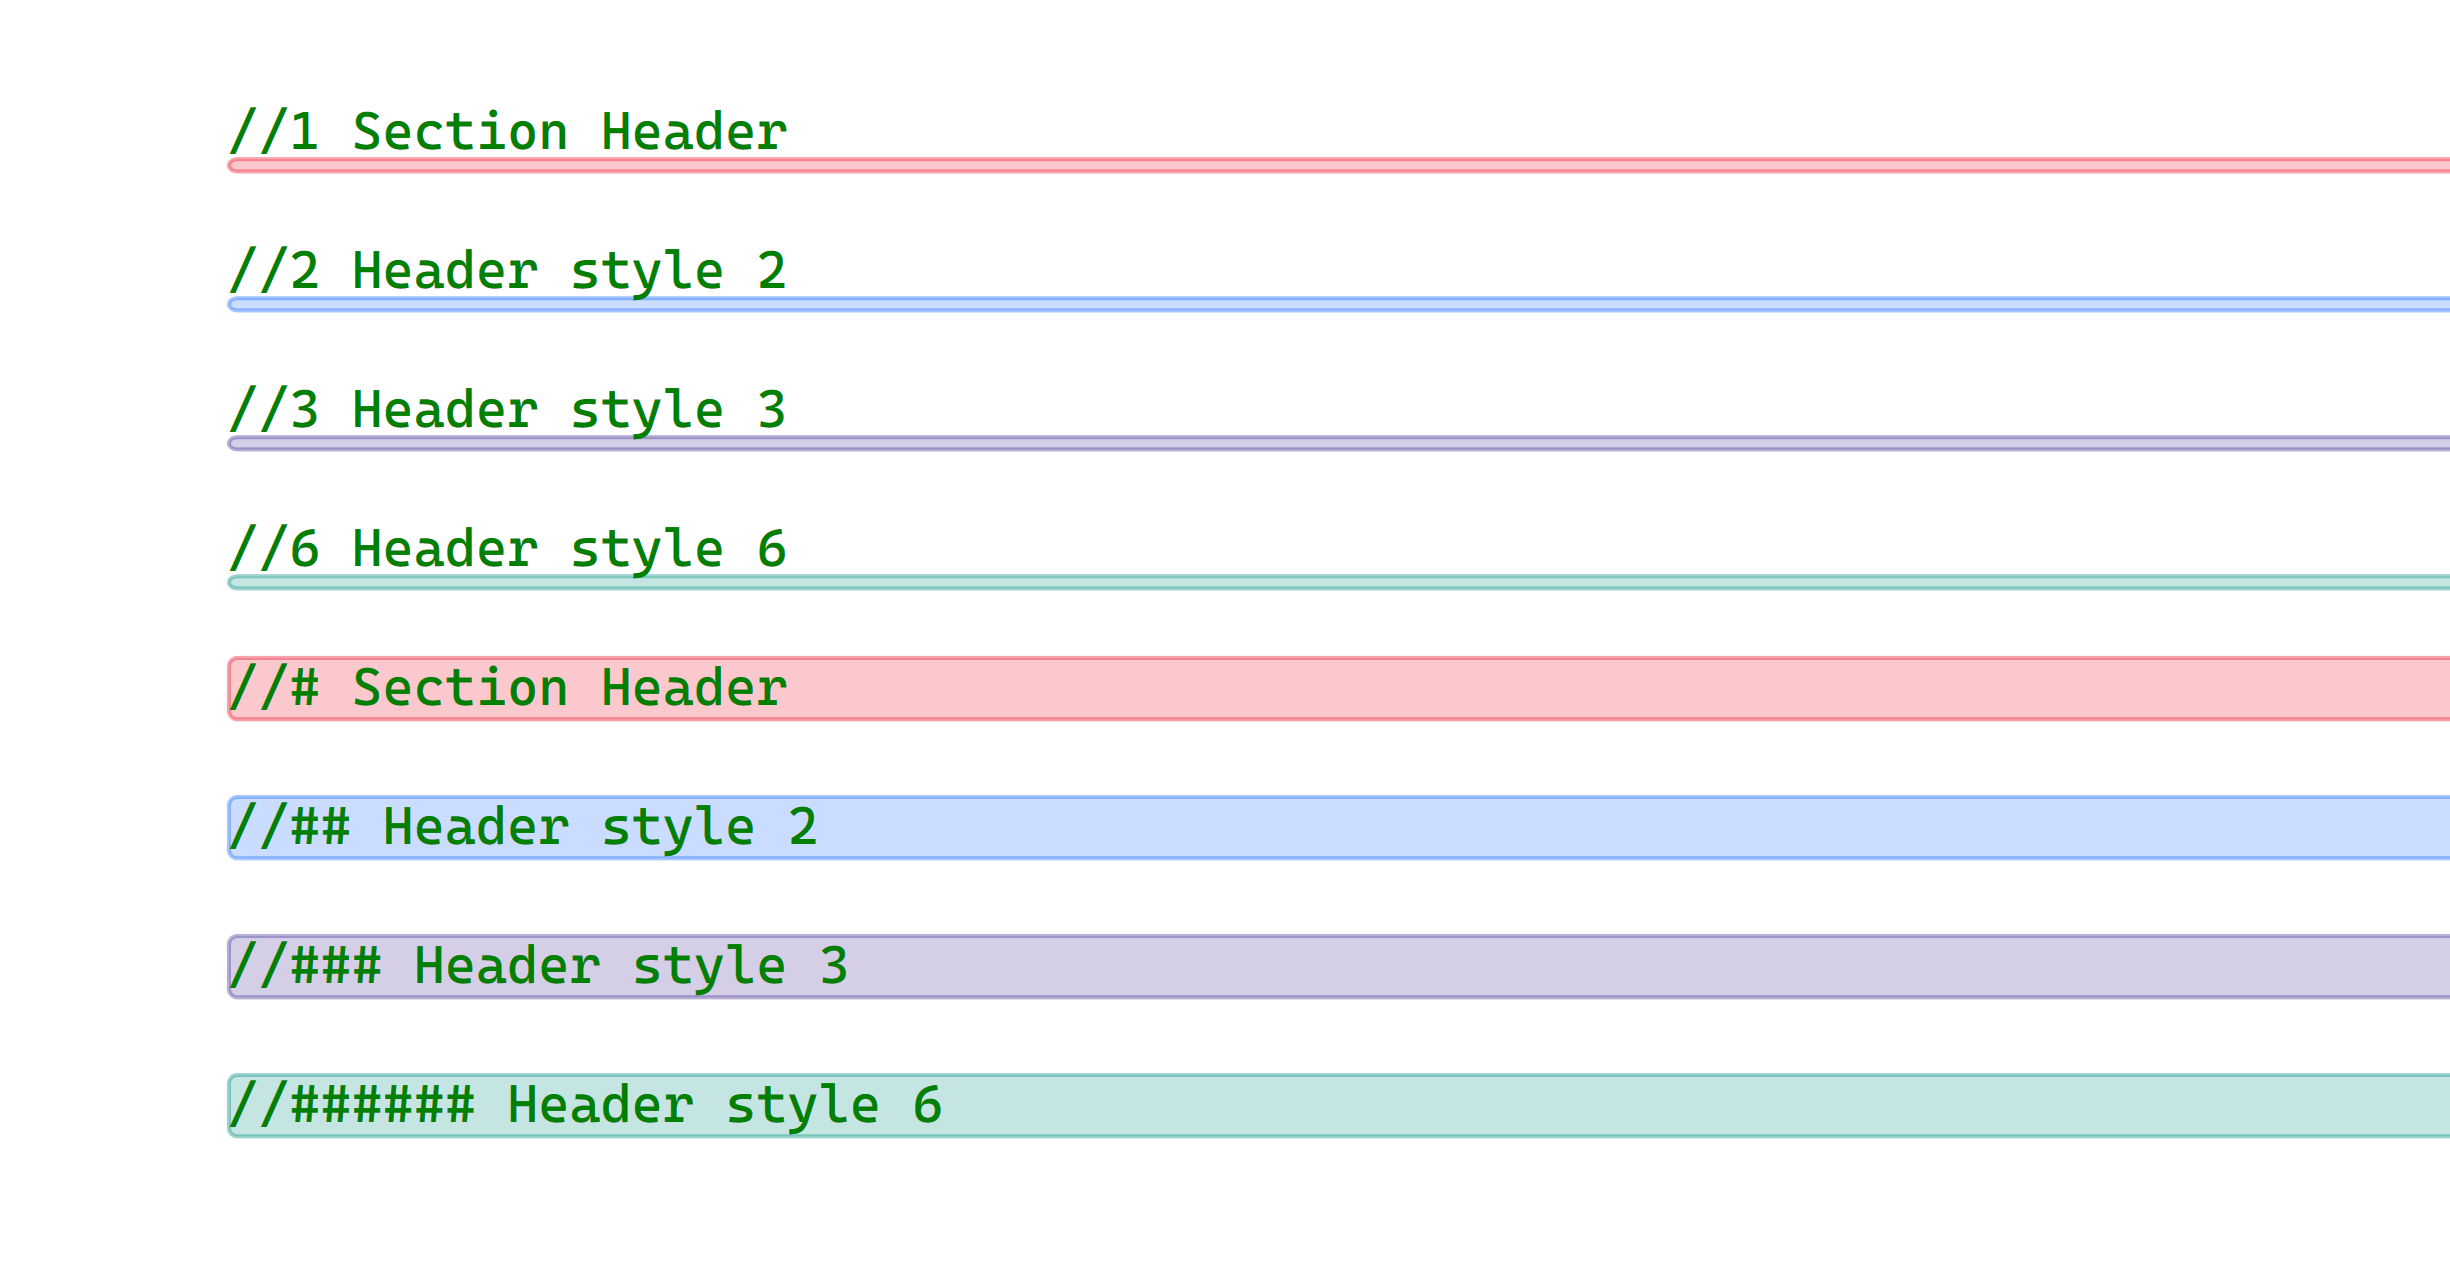 //1 Section Header
//2 Header style 2
//3 Header style 3
//6 Header style 6
//# Section Header
//## Header style 2
//### Header style 3
//###### Header style 6